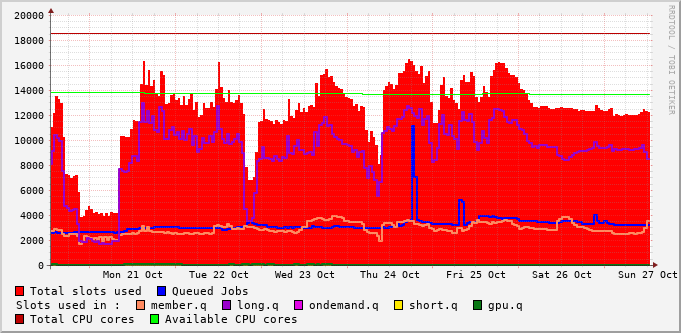 20000
18000
16000
14000
12000
10000
8000
6000
4000
2000
0
RRDTOOL / TOBI OETIKER
Mon 21 Oct Tue 22 Oct Wed 23 Oct Thu 24 Oct Fri 25 Oct Sat 26 Oct Sun 27 Oct
Total slots used Queued Jobs
Slots used in : member.q long.q ondemand.q short.q gpu.q
Total CPU cores Available CPU cores